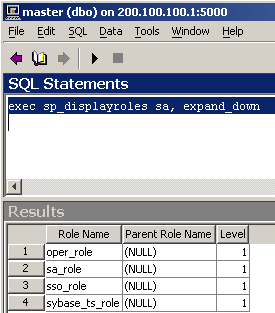 master (dbo) on 200.100.100.1:5000
File Edit SQL Data Tools Window Help
SQL Statements
exec sp_displayroles sa, expand_down
Results
Role Name Parent Role Name Level
1 oper_role (NULL) 1
2 sa_role (NULL) 1
3 sso_role (NULL) 1
4 sybase_ts_role (NULL) 1